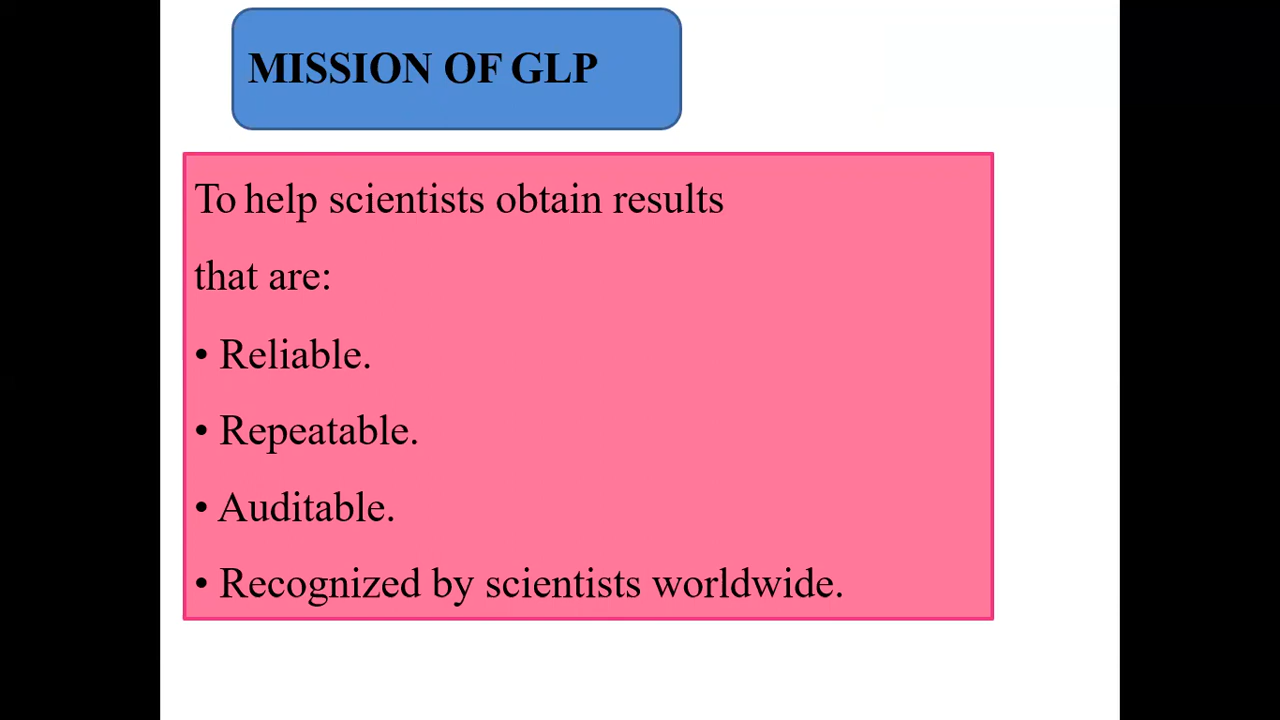 MISSION OF GLP
To help scientists obtain results
that are:
• Reliable.
• Repeatable.
• Auditable.
• Recognized by scientists worldwide.